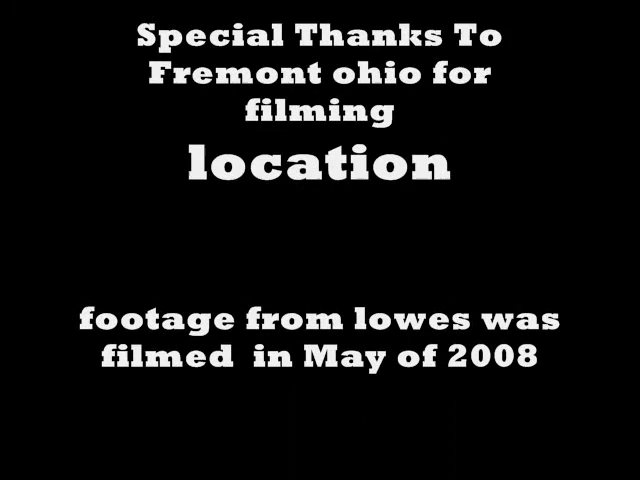 Special Thanks To
Fremont ohio for
filming
location
footage from lowes was
filmed  in May of 2008